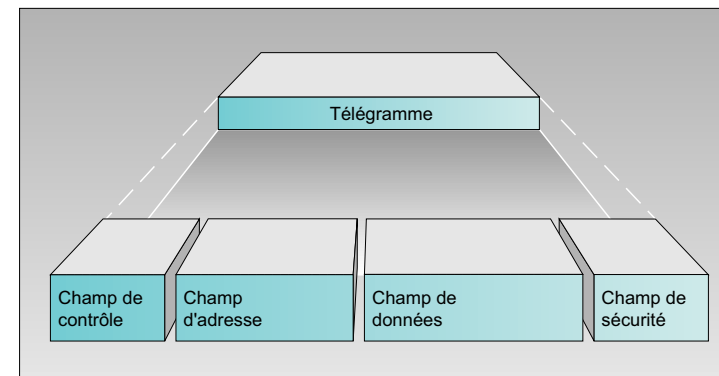 Télégramme
Champ de
contrôle
Champ
d'adresse
Champ de
données
Champ de
sécurité